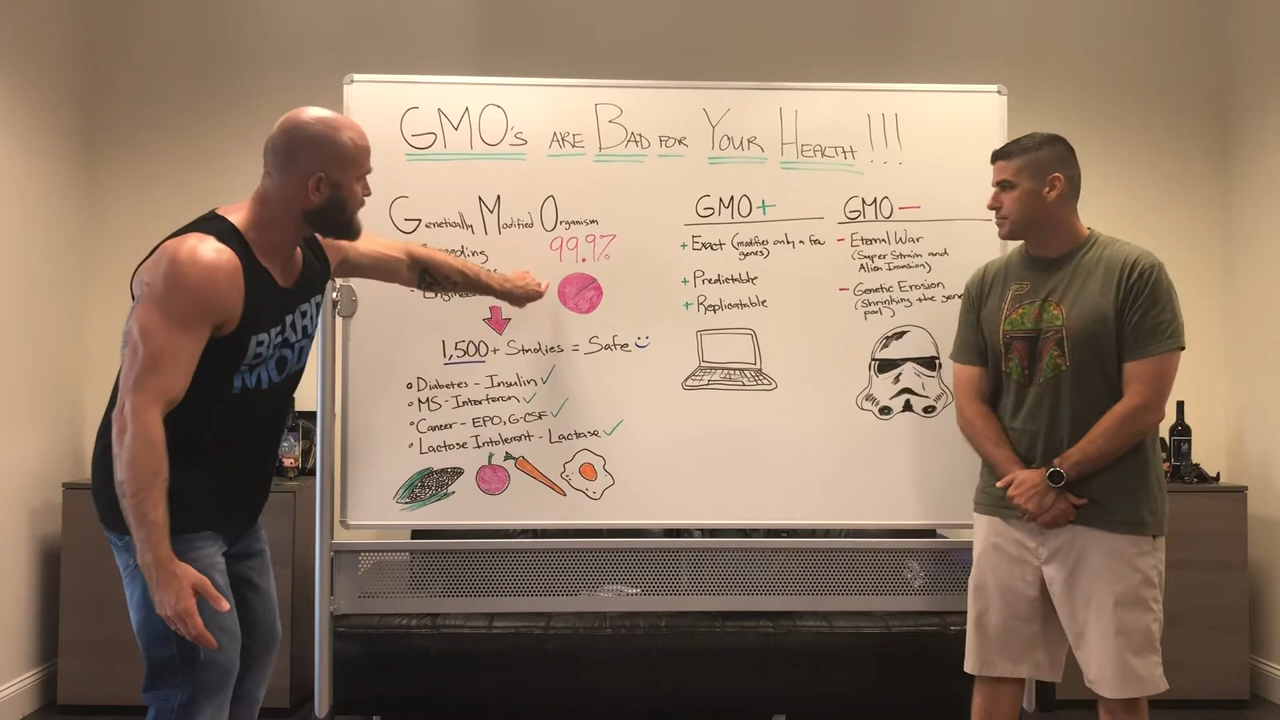 GMO's ARE BAD FOR YOUR HEALTH!!!
Genetically Modified Organism
99.9%
1,500+ Studies = Safe
Diabetes - Insulin ✓
MS - Interferon ✓
Cancer - EPO, G-CSF ✓
Lactose Intolerant - Lactase ✓
GMO+
+ Exact (modifies only a few
genes)
+ Predictable
+ Replicatable
GMO-
- Eternal War
(Super Strain and
Alien Invasion)
- Genetic Erosion
(Shrinking the gene
pool)
BEARD
MODE